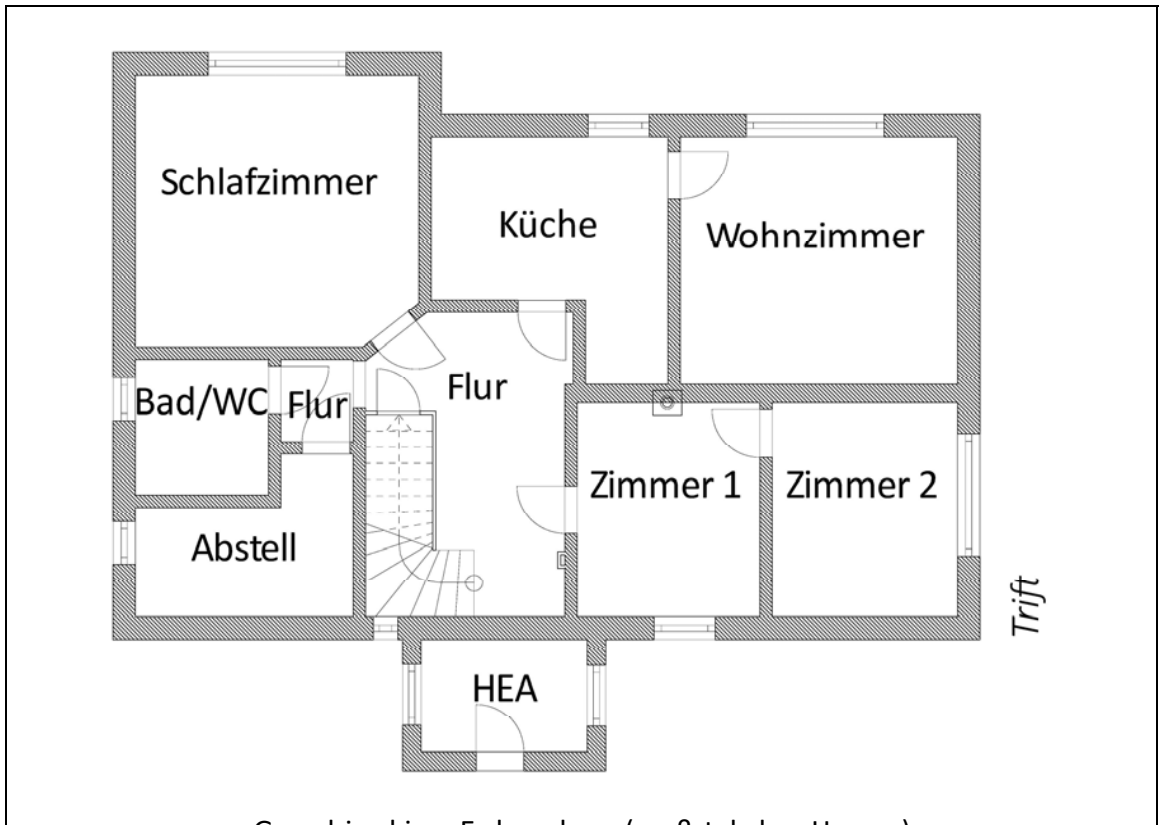 Schlafzimmer
Küche
Wohnzimmer
Bad/WC
Flur
Flur
Zimmer 1
Zimmer 2
Abstell
Trift
HEA